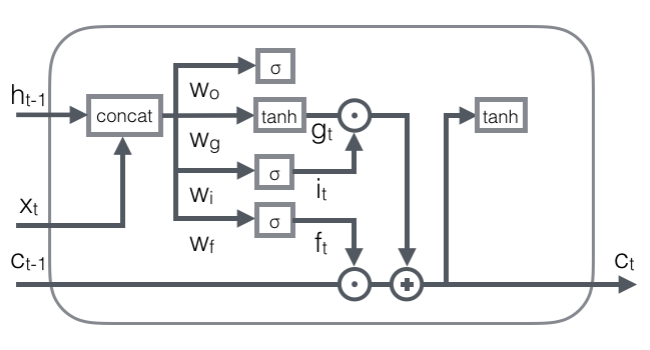 σ
h_{t-1}
concat
W_o
tanh
g_t
tanh
W_g
σ
W_i
i_t
x_t
σ
W_f
f_t
C_{t-1}
C_t